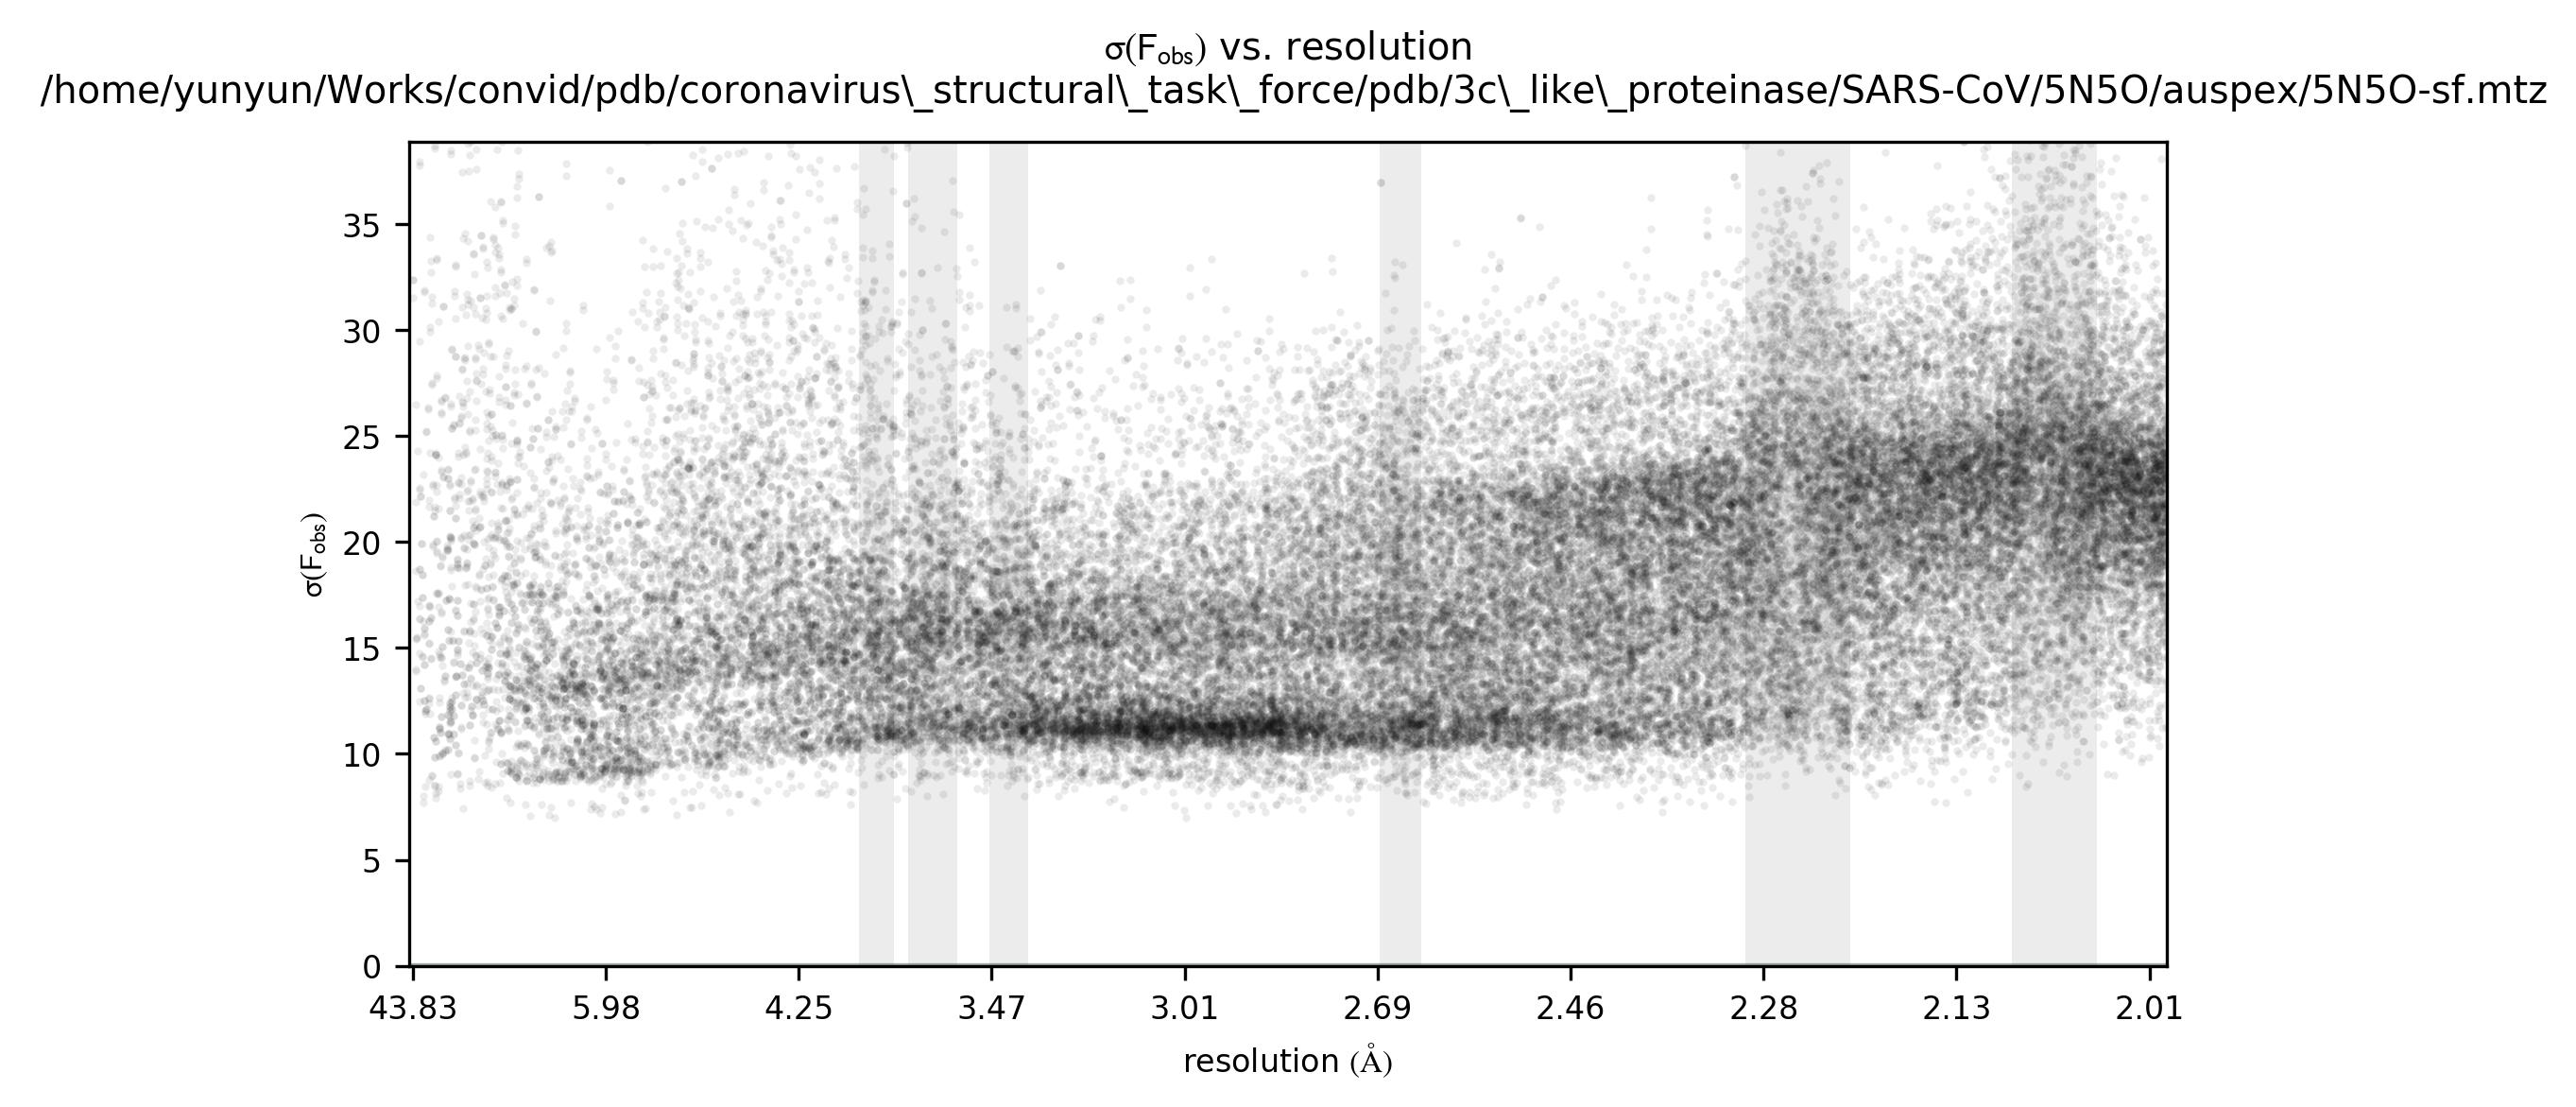 σ(Fobs) vs. resolution
/home/yunyun/Works/convid/pdb/coronavirus\_structural\_task\_force/pdb/3c\_like\_proteinase/SARS-CoV/5N5O/auspex/5N5O-sf.mtz
σ(Fobs)
35
30
25
20
15
10
5
0
43.83 5.98 4.25 3.47 3.01 2.69 2.46 2.28 2.13 2.01
resolution (Å)